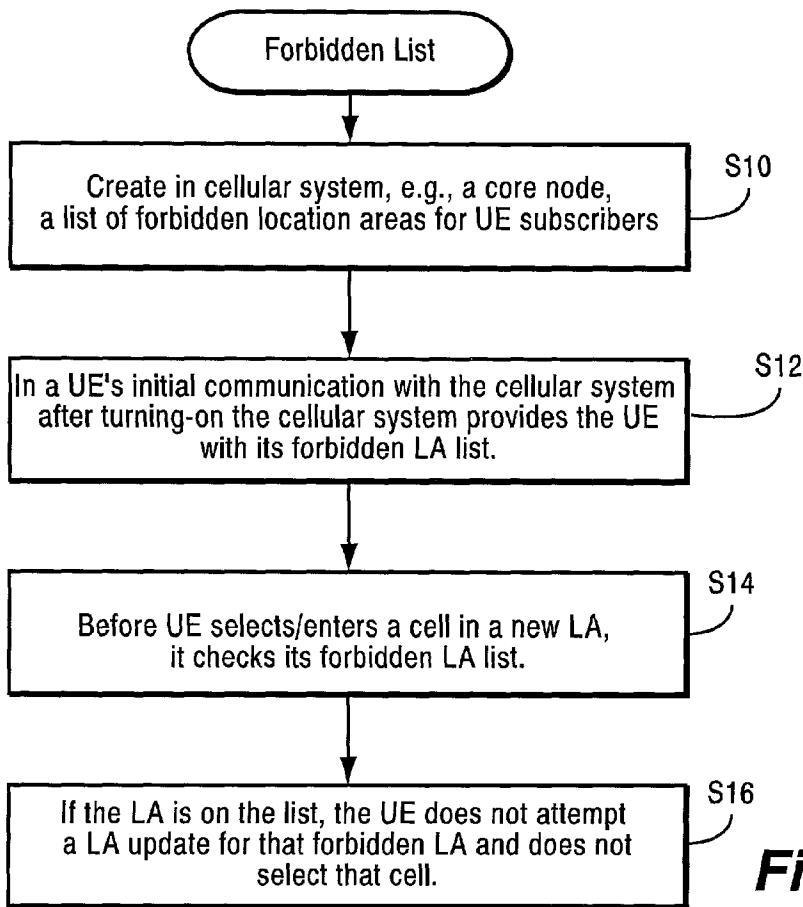 Forbidden List
Create in cellular system, e.g., a core node,
a list of forbidden location areas for UE subscribers
S10
In a UE's initial communication with the cellular system
after turning-on the cellular system provides the UE
with its forbidden LA list.
S12
Before UE selects/enters a cell in a new LA,
it checks its forbidden LA list.
S14
If the LA is on the list, the UE does not attempt
a LA update for that forbidden LA and does not
select that cell.
S16
Fi